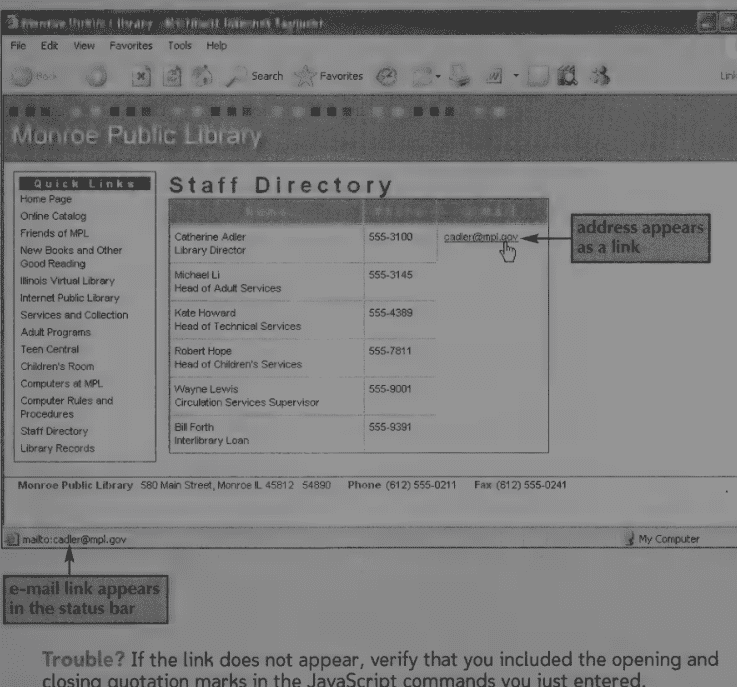 Monroe Public Library - Microsoft Internet Explorer
File Edit View Favorites Tools Help
Back Search Favorites Link
Monroe Public Library
Quick Links
Home Page
Online Catalog
Friends of MPL
New Books and Other
Good Reading
Illinois Virtual Library
Internet Public Library
Services and Collection
Adult Programs
Teen Central
Children's Room
Computers at MPL
Computer Rules and
Procedures
Staff Directory
Library Records
Staff Directory
Name Phone E-Mail
Catherine Adler 555-3100 cadler@mpl.gov
Library Director
Michael Li 555-3145
Head of Adult Services
Kate Howard 555-4389
Head of Technical Services
Robert Hope 555-7811
Head of Children's Services
Wayne Lewis 555-9001
Circulation Services Supervisor
Bill Forth 555-9391
Interlibrary Loan
address appears
as a link
Monroe Public Library 580 Main Street, Monroe IL 45812 54890 Phone (612) 555-0211 Fax (612) 555-0241
mailto:cadler@mpl.gov My Computer
e-mail link appears
in the status bar
Trouble? If the link does not appear, verify that you included the opening and
closing quotation marks in the JavaScript commands you just entered.